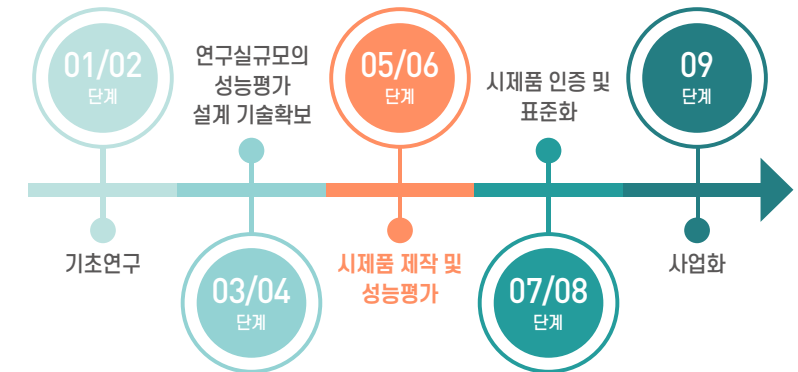 01/02
단계
기초연구
연구실규모의
성능평가
설계 기술확보
03/04
단계
05/06
단계
시제품 제작 및
성능평가
시제품 인증 및
표준화
07/08
단계
09
단계
사업화